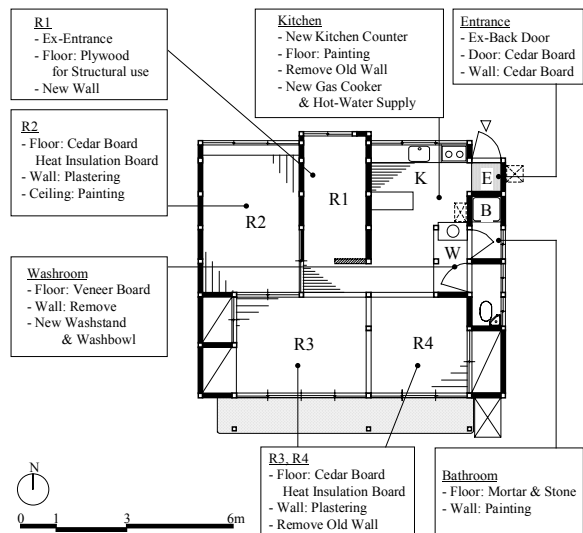 R1
- Ex-Entrance
- Floor: Plywood
for Structural use
- New Wall
Kitchen
- New Kitchen Counter
- Floor: Painting
- Remove Old Wall
- New Gas Cooker
& Hot-Water Supply
Entrance
- Ex-Back Door
- Door: Cedar Board
- Wall: Cedar Board
R2
- Floor: Cedar Board
Heat Insulation Board
- Wall: Plastering
- Ceiling: Painting
K
E
R1
R2
B
W
Washroom
- Floor: Veneer Board
- Wall: Remove
- New Washstand
& Washbowl
R3
R4
R3, R4
- Floor: Cedar Board
Heat Insulation Board
- Wall: Plastering
- Remove Old Wall
Bathroom
- Floor: Mortar & Stone
- Wall: Painting
N
0 1 3 6m